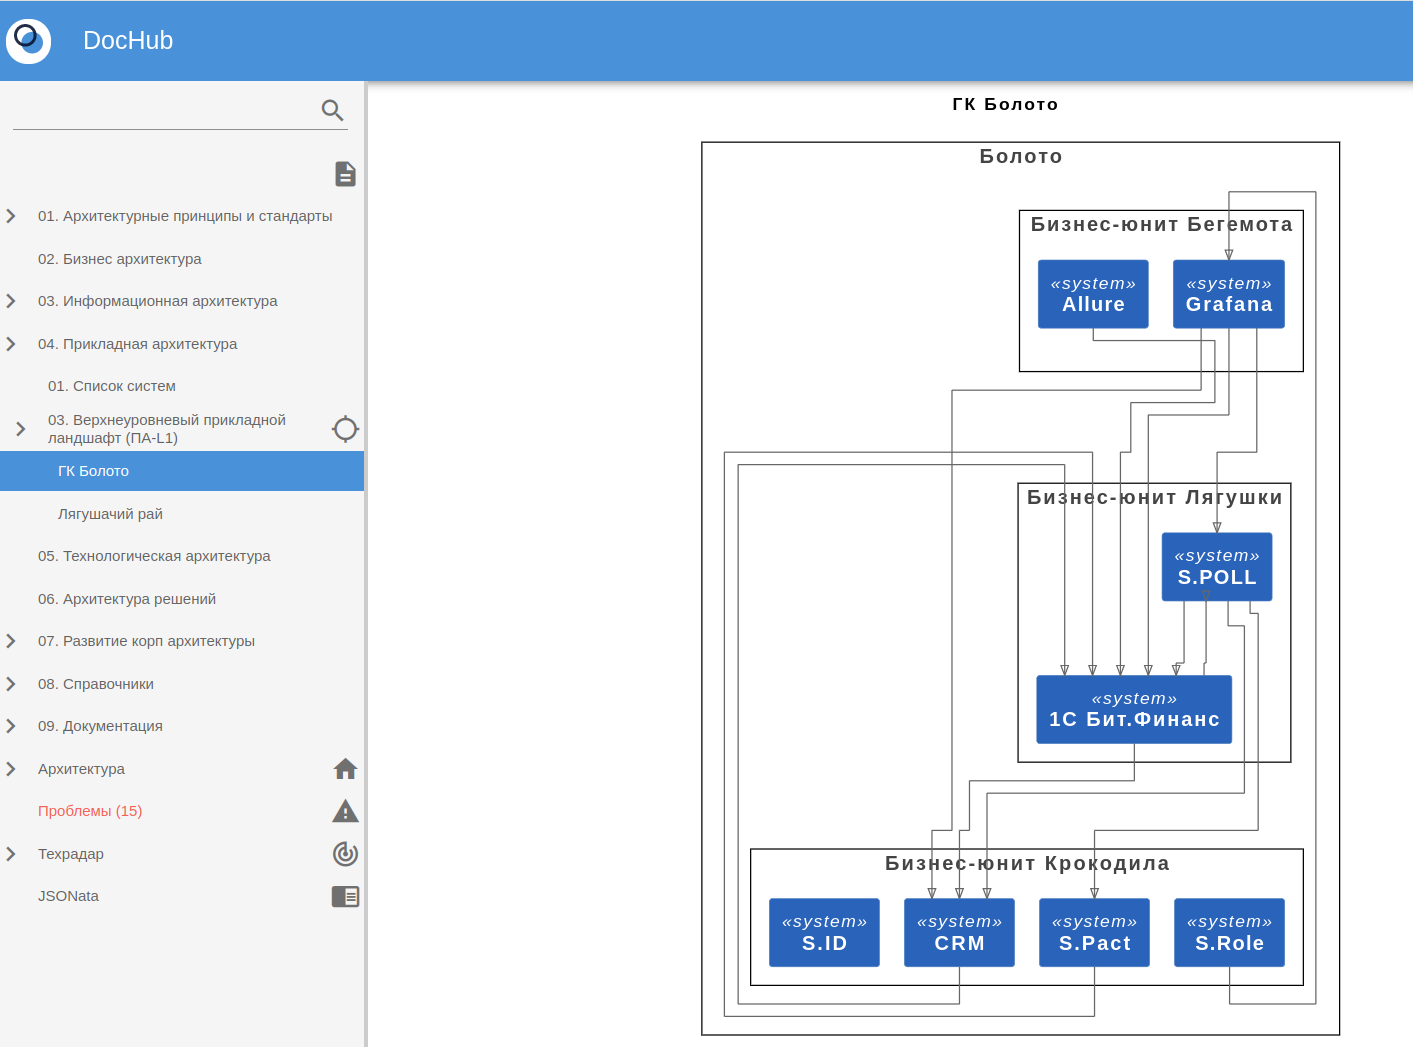 DocHub
01. Архитектурные принципы и стандарты
02. Бизнес архитектура
03. Информационная архитектура
04. Прикладная архитектура
01. Список систем
03. Верхнеуровневый прикладной
ландшафт (ПА-L1)
ГК Болото
Лягушачий рай
05. Технологическая архитектура
06. Архитектура решений
07. Развитие корп архитектуры
08. Справочники
09. Документация
Архитектура
Проблемы (15)
Техрадар
JSONata
ГК Болото
Болото
Бизнес-юнит Бегемота
«system»
Allure
«system»
Grafana
Бизнес-юнит Лягушки
«system»
S.POLL
«system»
1С Бит.Финанс
Бизнес-юнит Крокодила
«system»
S.ID
«system»
CRM
«system»
S.Pact
«system»
S.Role